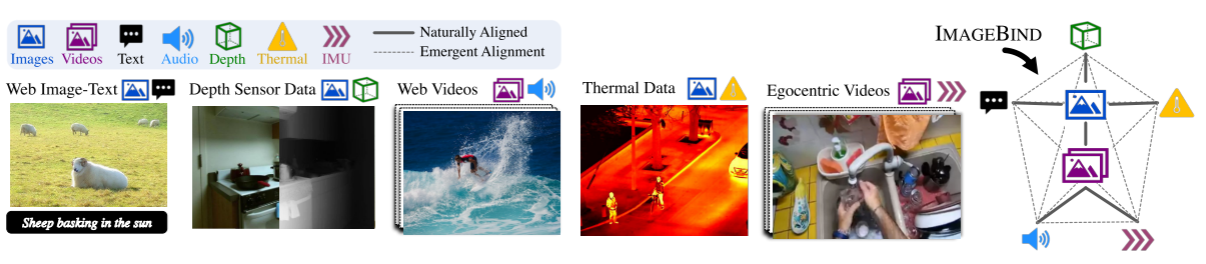 Images Videos Text Audio Depth Thermal IMU
Naturally Aligned
Emergent Alignment
IMAGEBIND
Web Image-Text
Depth Sensor Data
Web Videos
Thermal Data
Egocentric Videos
Sheep basking in the sun